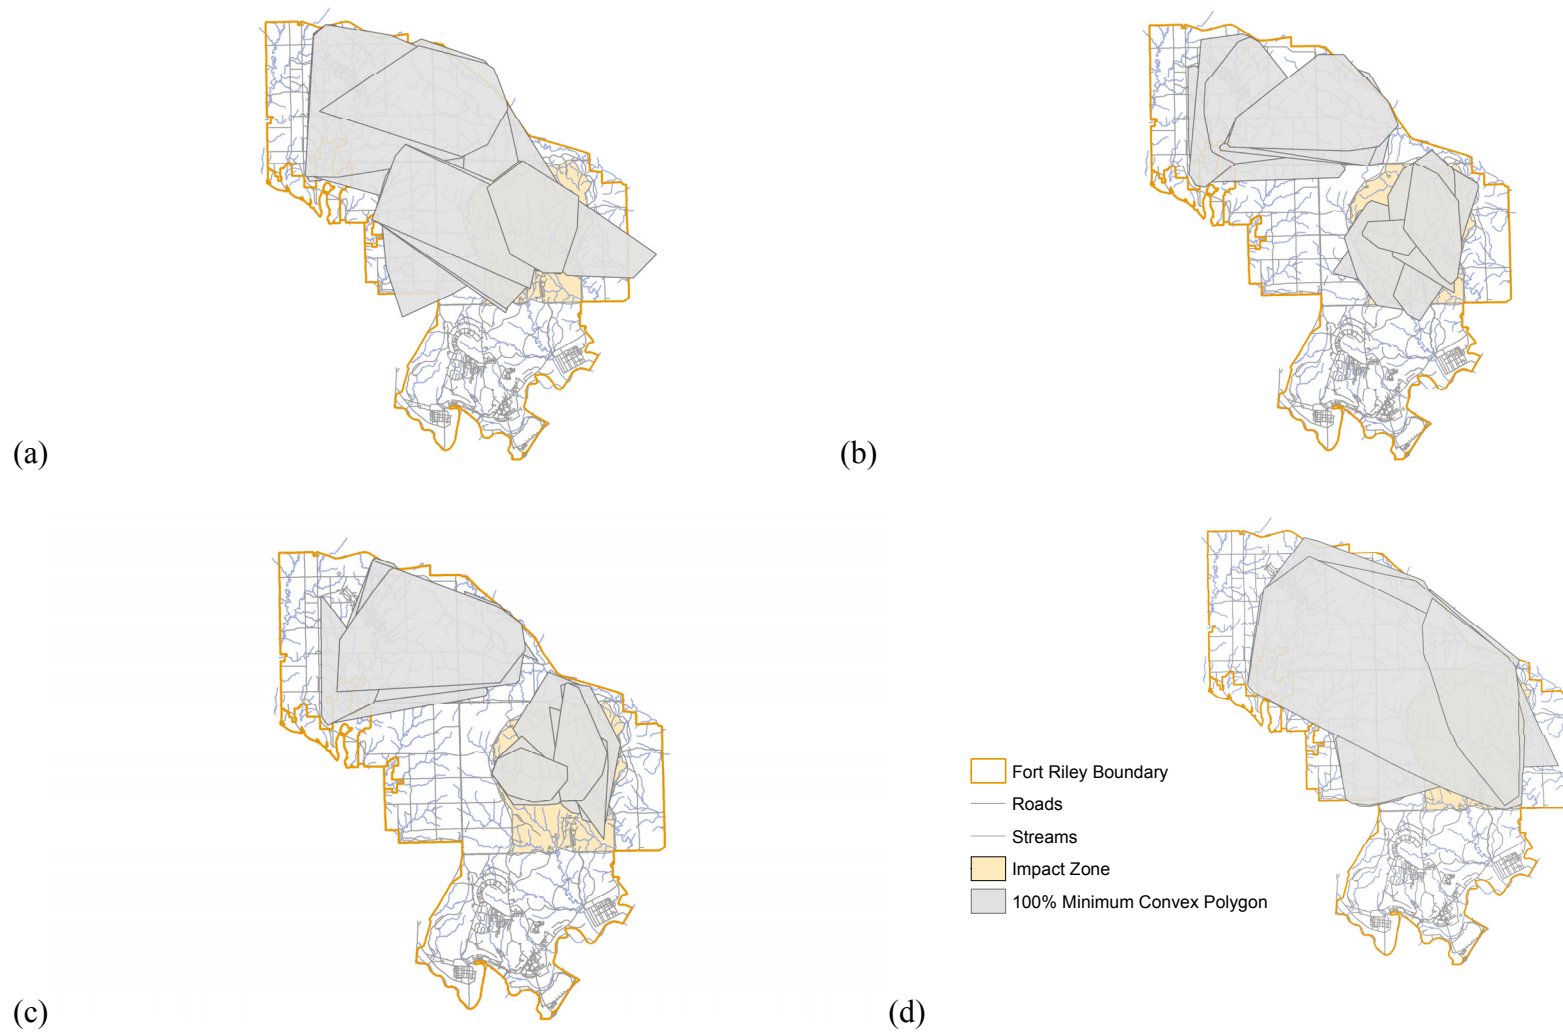 (a)
(b)
Fort Riley Boundary
Roads
Streams
Impact Zone
100% Minimum Convex Polygon
(c)
(d)